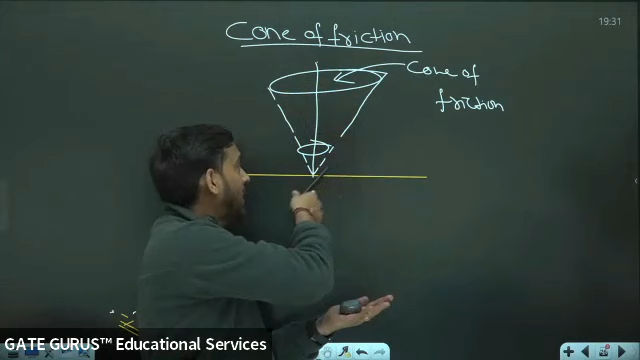 19:31
Cone of friction
Cone of
friction
GATE GURUS™ Educational Services